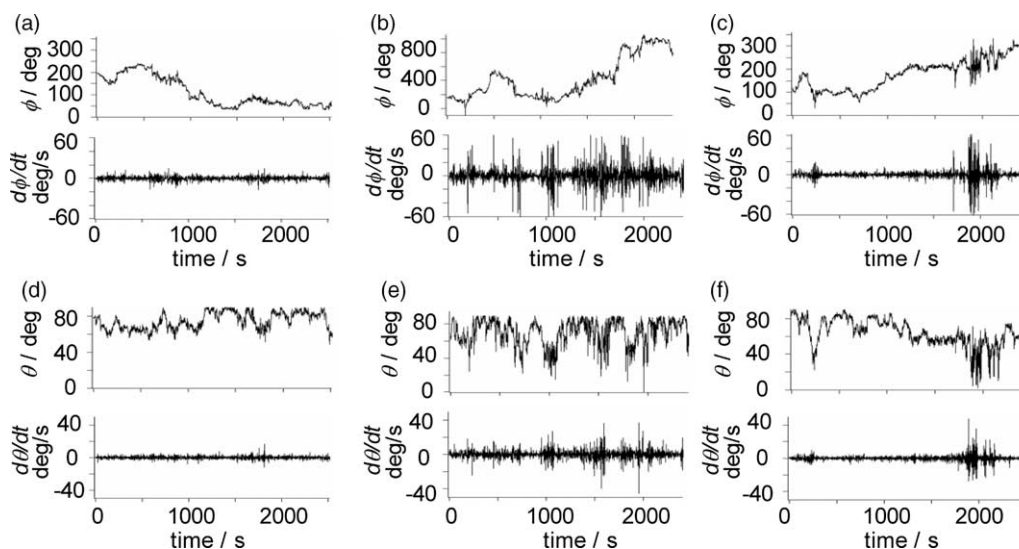 (a)
(b)
(c)
300
200
100
0
ϕ / deg
800
400
0
ϕ / deg
300
200
100
0
ϕ / deg
60
0
-60
dϕ/dt
deg/s
60
0
-60
dϕ/dt
deg/s
60
0
-60
dϕ/dt
deg/s
0 1000 2000
time / s
0 1000 2000
time / s
0 1000 2000
time / s
(d)
(e)
(f)
80
40
0
θ / deg
80
40
0
θ / deg
80
40
0
θ / deg
40
0
-40
dθ/dt
deg/s
40
0
-40
dθ/dt
deg/s
40
0
-40
dθ/dt
deg/s
0 1000 2000
time / s
0 1000 2000
time / s
0 1000 2000
time / s